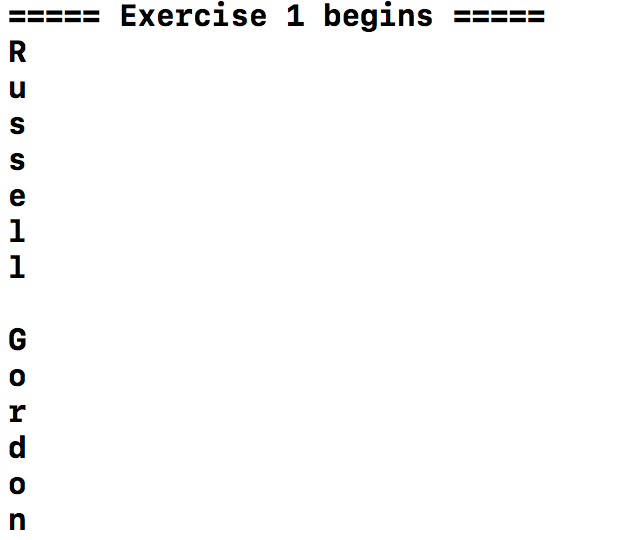 ===== Exercise 1 begins =====
R
u
s
s
e
l
l

G
o
r
d
o
n